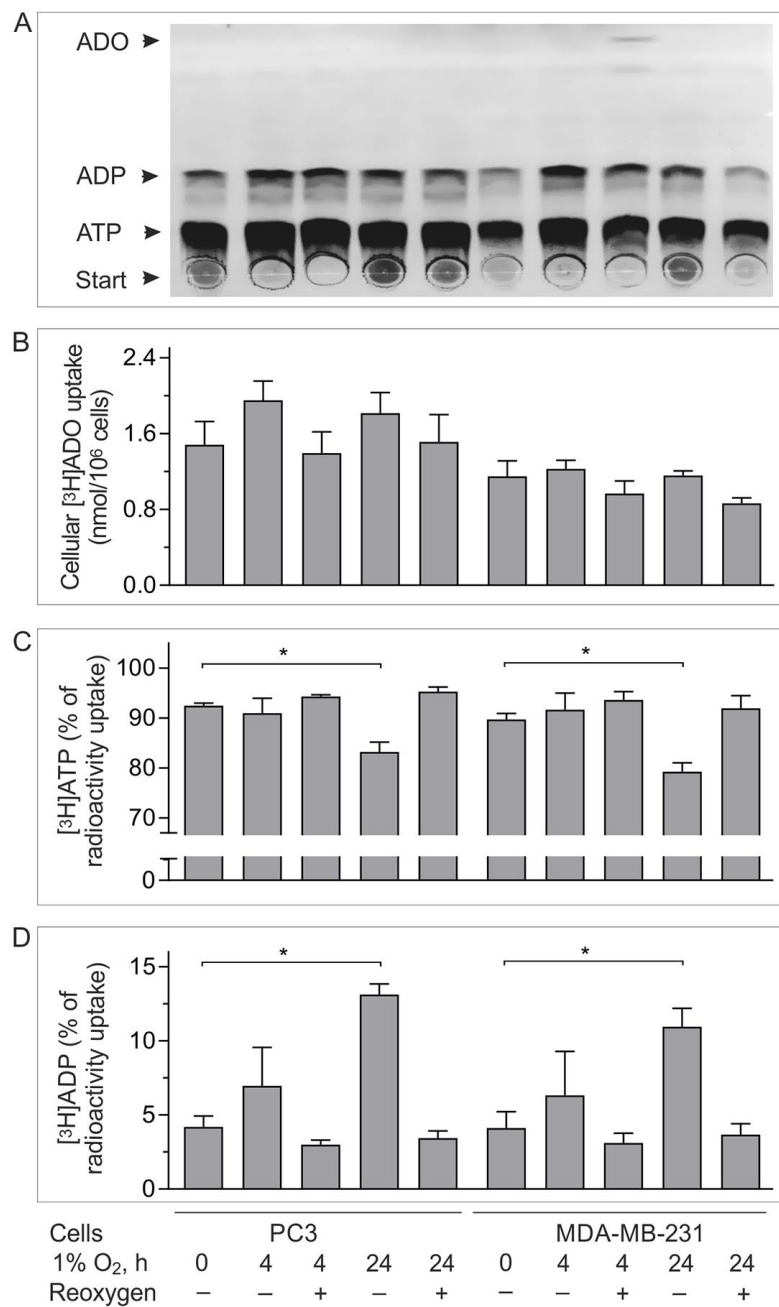 A
ADO
ADP
ATP
Start
B
Cellular [³H]ADO uptake
(nmol/10⁶ cells)
2.4
1.6
0.8
0.0
C
[³H]ATP (% of
radioactivity uptake)
100
90
80
70
0
*
*
D
[³H]ADP (% of
radioactivity uptake)
15
10
5
0
*
*
Cells PC3 MDA-MB-231
1% O₂, h 0 4 4 24 24 0 4 4 24 24
Reoxygen – – + – + – – + – +